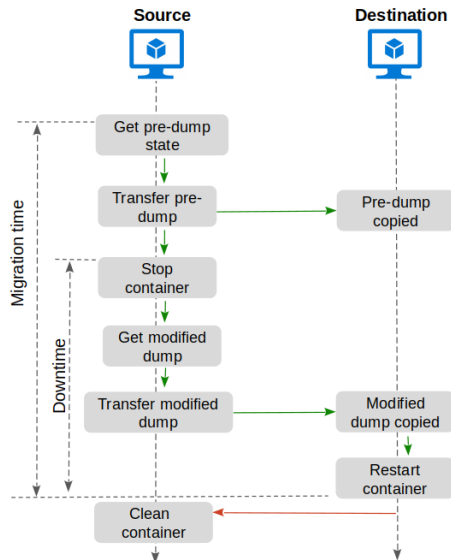 Source
Destination
Get pre-dump
state
Transfer pre-
dump
Pre-dump
copied
Stop
container
Get modified
dump
Transfer modified
dump
Modified
dump copied
Restart
container
Clean
container
Migration time
Downtime